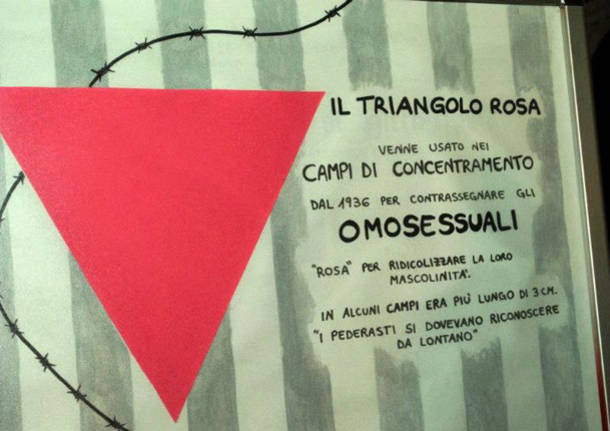 IL TRIANGOLO ROSA
VENNE USATO NEI
CAMPI DI CONCENTRAMENTO
DAL 1936 PER CONTRASSEGNARE GLI
OMOSESSUALI
"ROSA" PER RIDICOLIZZARE LA LORO
MASCOLINITA'.
IN ALCUNI CAMPI ERA PIÙ LUNGO DI 3 CM.
"I PEDERASTI SI DOVEVANO RICONOSCERE
DA LONTANO"